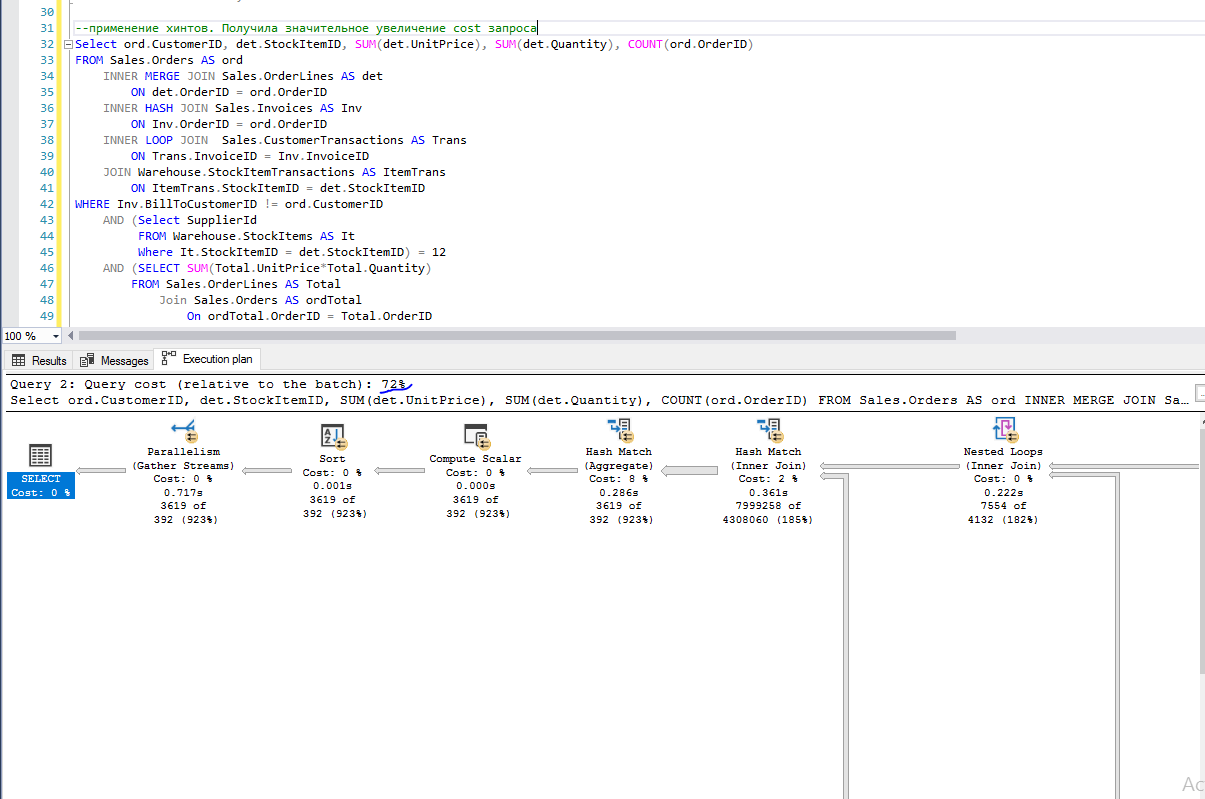 30
31 --применение хинтов. Получила значительное увеличение cost запроса
32 Select ord.CustomerID, det.StockItemID, SUM(det.UnitPrice), SUM(det.Quantity), COUNT(ord.OrderID)
33 FROM Sales.Orders AS ord
34 INNER MERGE JOIN Sales.OrderLines AS det
35 ON det.OrderID = ord.OrderID
36 INNER HASH JOIN Sales.Invoices AS Inv
37 ON Inv.OrderID = ord.OrderID
38 INNER LOOP JOIN  Sales.CustomerTransactions AS Trans
39 ON Trans.InvoiceID = Inv.InvoiceID
40 JOIN Warehouse.StockItemTransactions AS ItemTrans
41 ON ItemTrans.StockItemID = det.StockItemID
42 WHERE Inv.BillToCustomerID != ord.CustomerID
43 AND (Select SupplierId
44 FROM Warehouse.StockItems AS It
45 Where It.StockItemID = det.StockItemID) = 12
46 AND (SELECT SUM(Total.UnitPrice*Total.Quantity)
47 FROM Sales.OrderLines AS Total
48 Join Sales.Orders AS ordTotal
49 On ordTotal.OrderID = Total.OrderID
100 %
Results Messages Execution plan
Query 2: Query cost (relative to the batch): 72%
Select ord.CustomerID, det.StockItemID, SUM(det.UnitPrice), SUM(det.Quantity), COUNT(ord.OrderID) FROM Sales.Orders AS ord INNER MERGE JOIN Sa…
SELECT
Cost: 0 %
Parallelism
(Gather Streams)
Cost: 0 %
0.717s
3619 of
392 (923%)
Sort
Cost: 0 %
0.001s
3619 of
392 (923%)
Compute Scalar
Cost: 0 %
0.000s
3619 of
392 (923%)
Hash Match
(Aggregate)
Cost: 8 %
0.286s
3619 of
392 (923%)
Hash Match
(Inner Join)
Cost: 2 %
0.361s
7999258 of
4308060 (185%)
Nested Loops
(Inner Join)
Cost: 0 %
0.222s
7554 of
4132 (182%)